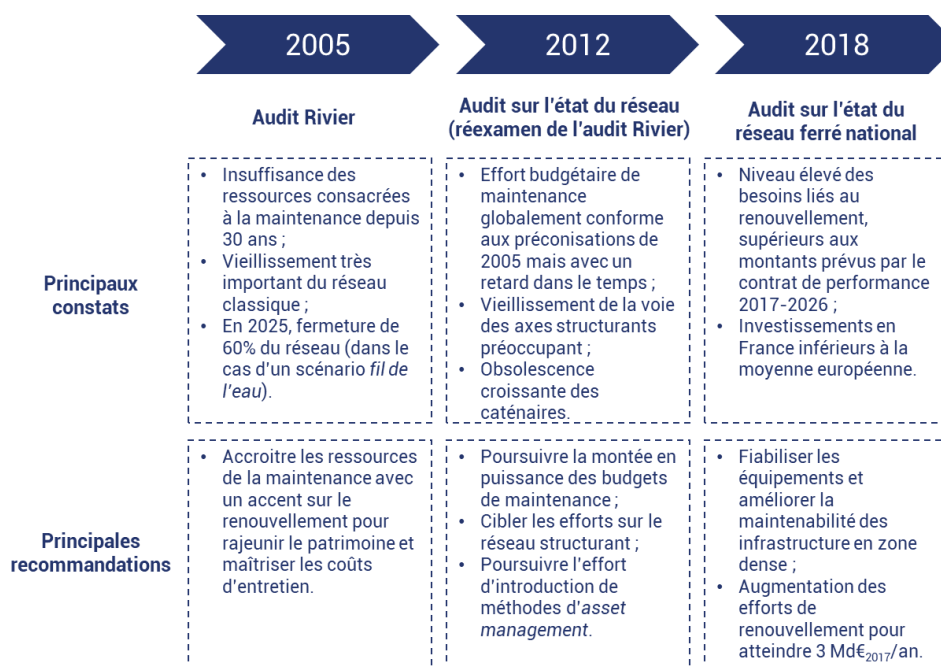 2005
2012
2018
Audit Rivier
Audit sur l'état du réseau
(réexamen de l'audit Rivier)
Audit sur l'état du
réseau ferré national
Principaux
constats
• Insuffisance des
ressources consacrées
à la maintenance depuis
30 ans ;
• Vieillissement très
important du réseau
classique ;
• En 2025, fermeture de
60% du réseau (dans le
cas d'un scénario fil de
l'eau).
• Effort budgétaire de
maintenance
globalement conforme
aux préconisations de
2005 mais avec un
retard dans le temps ;
• Vieillissement de la voie
des axes structurants
préoccupant ;
• Obsolescence
croissante des
caténaires.
• Niveau élevé des
besoins liés au
renouvellement,
supérieurs aux
montants prévus par le
contrat de performance
2017-2026 ;
• Investissements en
France inférieurs à la
moyenne européenne.
Principales
recommandations
• Accroitre les ressources
de la maintenance avec
un accent sur le
renouvellement pour
rajeunir le patrimoine et
maîtriser les coûts
d'entretien.
• Poursuivre la montée en
puissance des budgets
de maintenance ;
• Cibler les efforts sur le
réseau structurant ;
• Poursuivre l'effort
d'introduction de
méthodes d'asset
management.
• Fiabiliser les
équipements et
améliorer la
maintenabilité des
infrastructure en zone
dense ;
• Augmentation des
efforts de
renouvellement pour
atteindre 3 Md€2017/an.